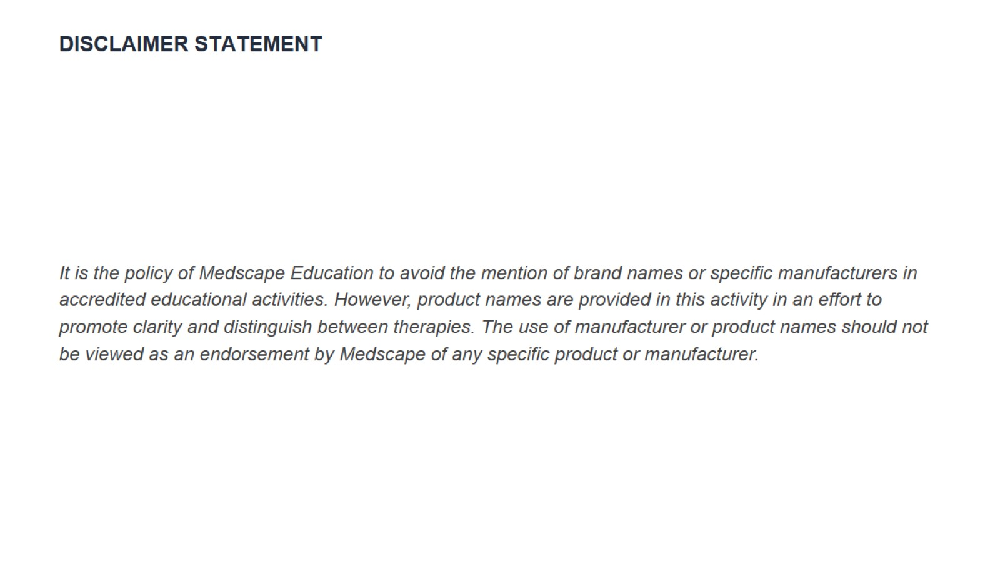 DISCLAIMER STATEMENT
It is the policy of Medscape Education to avoid the mention of brand names or specific manufacturers in
accredited educational activities. However, product names are provided in this activity in an effort to
promote clarity and distinguish between therapies. The use of manufacturer or product names should not
be viewed as an endorsement by Medscape of any specific product or manufacturer.